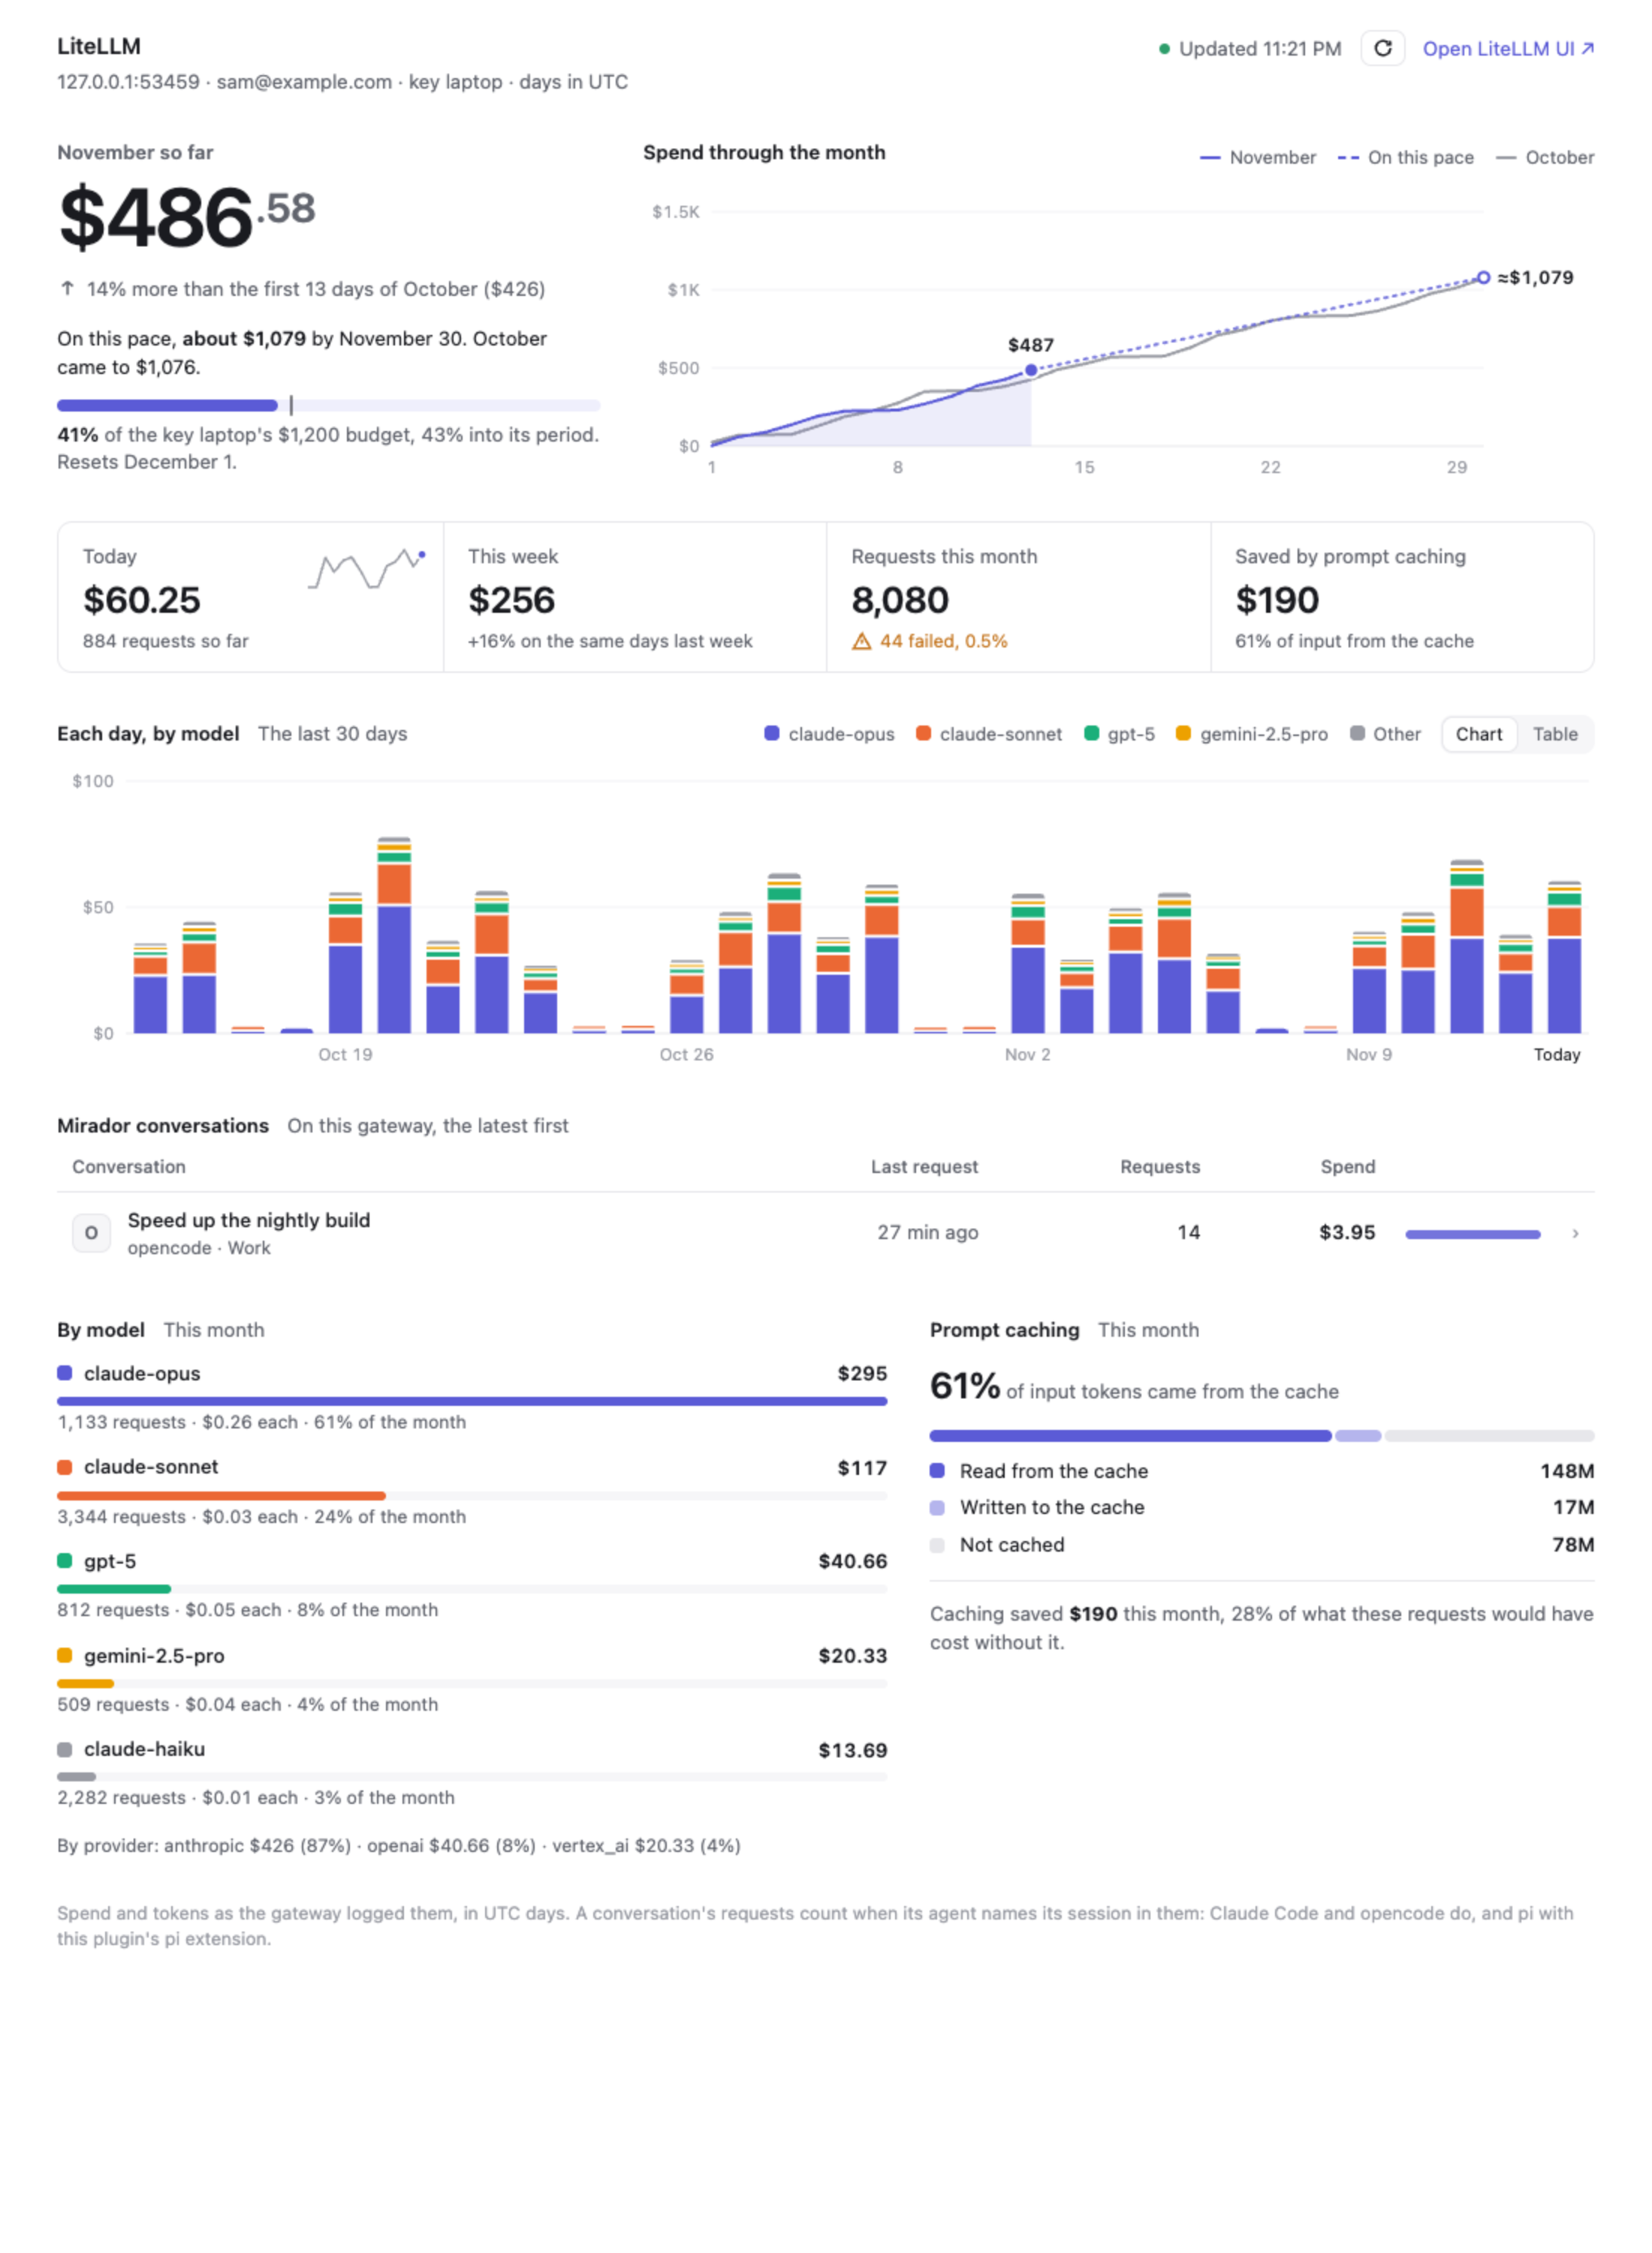 LiteLLM
Updated 11:21 PM
Open LiteLLM UI ↗
127.0.0.1:53459 · sam@example.com · key laptop · days in UTC
November so far
$486.58
↑ 14% more than the first 13 days of October ($426)
On this pace, about $1,079 by November 30. October
came to $1,076.
41% of the key laptop's $1,200 budget, 43% into its period.
Resets December 1.
Spend through the month
November
On this pace
October
$1.5K
$1K
$500
$0
$487
≈$1,079
1
8
15
22
29
Today
$60.25
884 requests so far
This week
$256
+16% on the same days last week
Requests this month
8,080
44 failed, 0.5%
Saved by prompt caching
$190
61% of input from the cache
Each day, by model
The last 30 days
claude-opus
claude-sonnet
gpt-5
gemini-2.5-pro
Other
Chart
Table
$100
$50
$0
Oct 19
Oct 26
Nov 2
Nov 9
Today
Mirador conversations
On this gateway, the latest first
Conversation
Last request
Requests
Spend
O
Speed up the nightly build
opencode · Work
27 min ago
14
$3.95
›
By model
This month
claude-opus
$295
1,133 requests · $0.26 each · 61% of the month
claude-sonnet
$117
3,344 requests · $0.03 each · 24% of the month
gpt-5
$40.66
812 requests · $0.05 each · 8% of the month
gemini-2.5-pro
$20.33
509 requests · $0.04 each · 4% of the month
claude-haiku
$13.69
2,282 requests · $0.01 each · 3% of the month
By provider: anthropic $426 (87%) · openai $40.66 (8%) · vertex_ai $20.33 (4%)
Prompt caching
This month
61% of input tokens came from the cache
Read from the cache
148M
Written to the cache
17M
Not cached
78M
Caching saved $190 this month, 28% of what these requests would have
cost without it.
Spend and tokens as the gateway logged them, in UTC days. A conversation's requests count when its agent names its session in them: Claude Code and opencode do, and pi with
this plugin's pi extension.